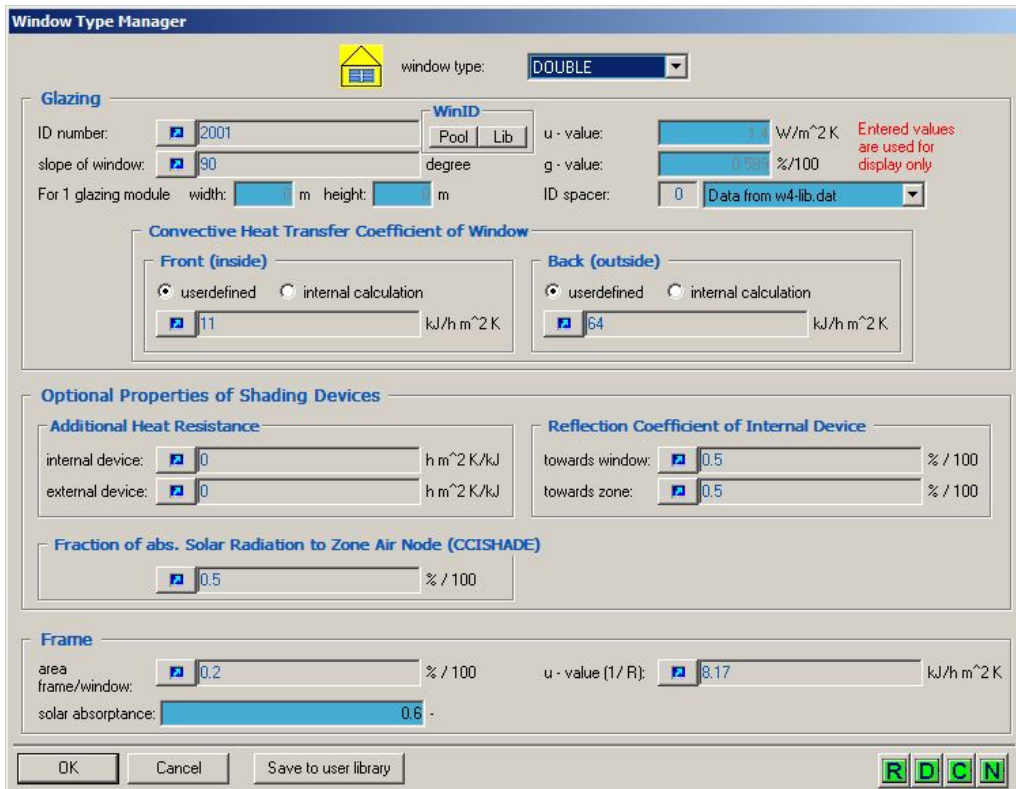 Window Type Manager
window type: DOUBLE
Glazing
WinID
ID number: 2001 Pool Lib u - value: 1.4 W/m^2 K Entered values
are used for
display only
slope of window: 90 degree g - value: 0.589 %/100
For 1 glazing module width: 0 m height: 0 m ID spacer: 0 Data from w4-lib.dat
Convective Heat Transfer Coefficient of Window
Front (inside) Back (outside)
userdefined internal calculation userdefined internal calculation
11 kJ/h m^2 K 64 kJ/h m^2 K
Optional Properties of Shading Devices
Additional Heat Resistance Reflection Coefficient of Internal Device
internal device: 0 h m^2 K/kJ towards window: 0.5 % / 100
external device: 0 h m^2 K/kJ towards zone: 0.5 % / 100
Fraction of abs. Solar Radiation to Zone Air Node (CCISHADE)
0.5 % / 100
Frame
area
frame/window: 0.2 % / 100 u - value (1/ R): 8.17 kJ/h m^2 K
solar absorptance: 0.6 -
OK Cancel Save to user library R D C N